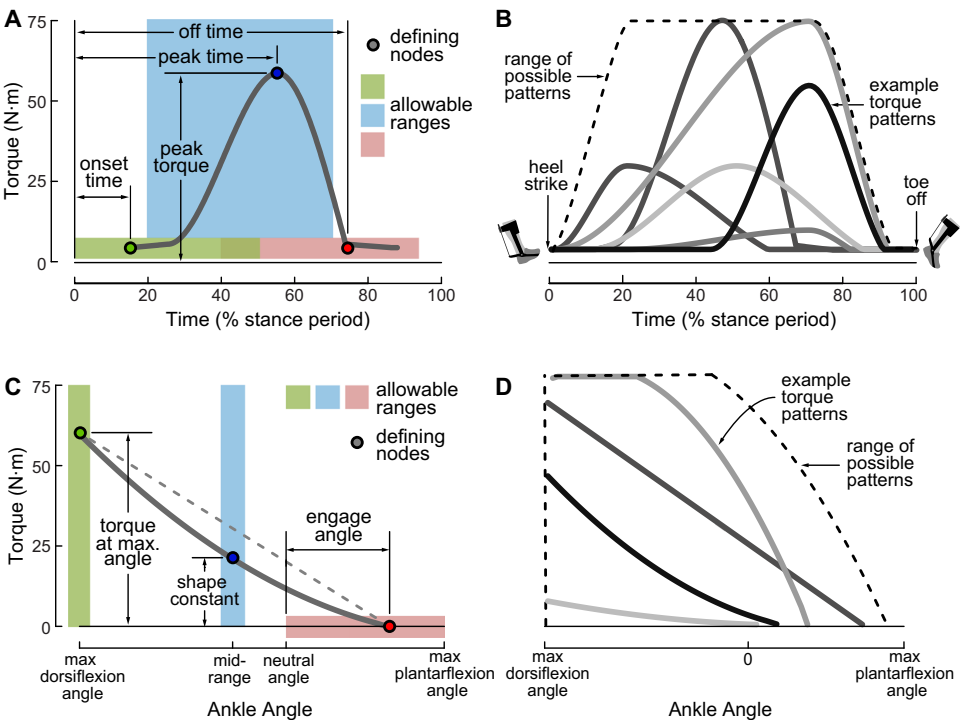 A
75
50
25
0
Torque (N·m)
off time
peak time
peak
torque
onset
time
defining
nodes
allowable
ranges
0
20
40
60
80
100
Time (% stance period)
B
range of
possible
patterns
example
torque
patterns
heel
strike
toe
off
0
20
40
60
80
100
Time (% stance period)
C
75
50
25
0
Torque (N·m)
allowable
ranges
defining
nodes
torque
at max.
angle
shape
constant
engage
angle
max
dorsiflexion
angle
mid-
range
neutral
angle
max
plantarflexion
angle
Ankle Angle
D
example
torque
patterns
range of
possible
patterns
max
dorsiflexion
angle
0
max
plantarflexion
angle
Ankle Angle